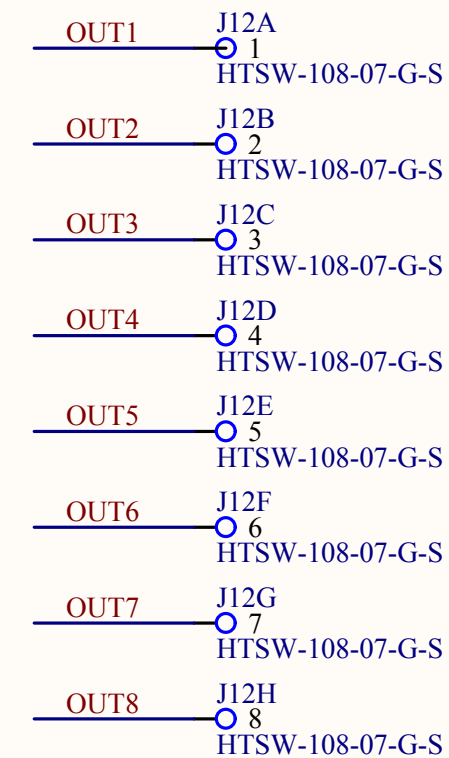 J12A
OUT1
1
HTSW-108-07-G-S
J12B
OUT2
2
HTSW-108-07-G-S
J12C
OUT3
3
HTSW-108-07-G-S
J12D
OUT4
4
HTSW-108-07-G-S
J12E
OUT5
5
HTSW-108-07-G-S
J12F
OUT6
6
HTSW-108-07-G-S
J12G
OUT7
7
HTSW-108-07-G-S
J12H
OUT8
8
HTSW-108-07-G-S